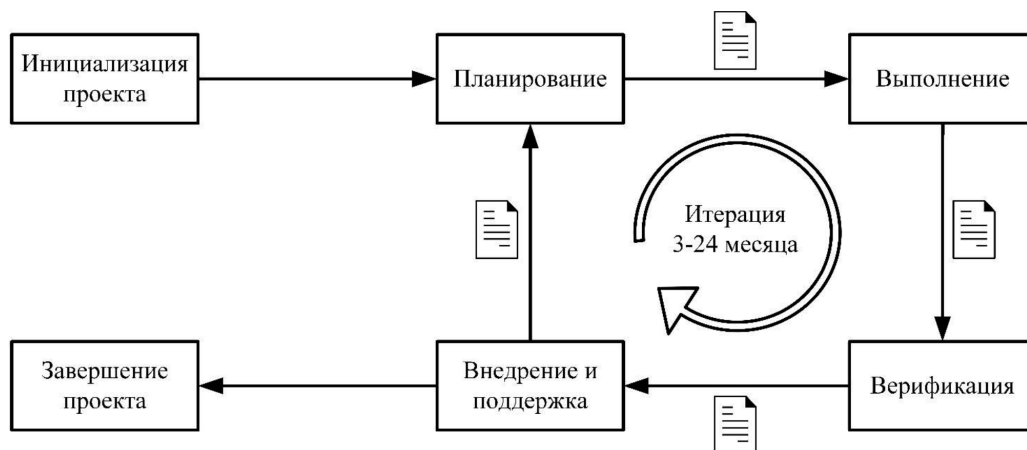 Инициализация
проекта
Планирование
Выполнение
Итерация
3-24 месяца
Завершение
проекта
Внедрение и
поддержка
Верификация